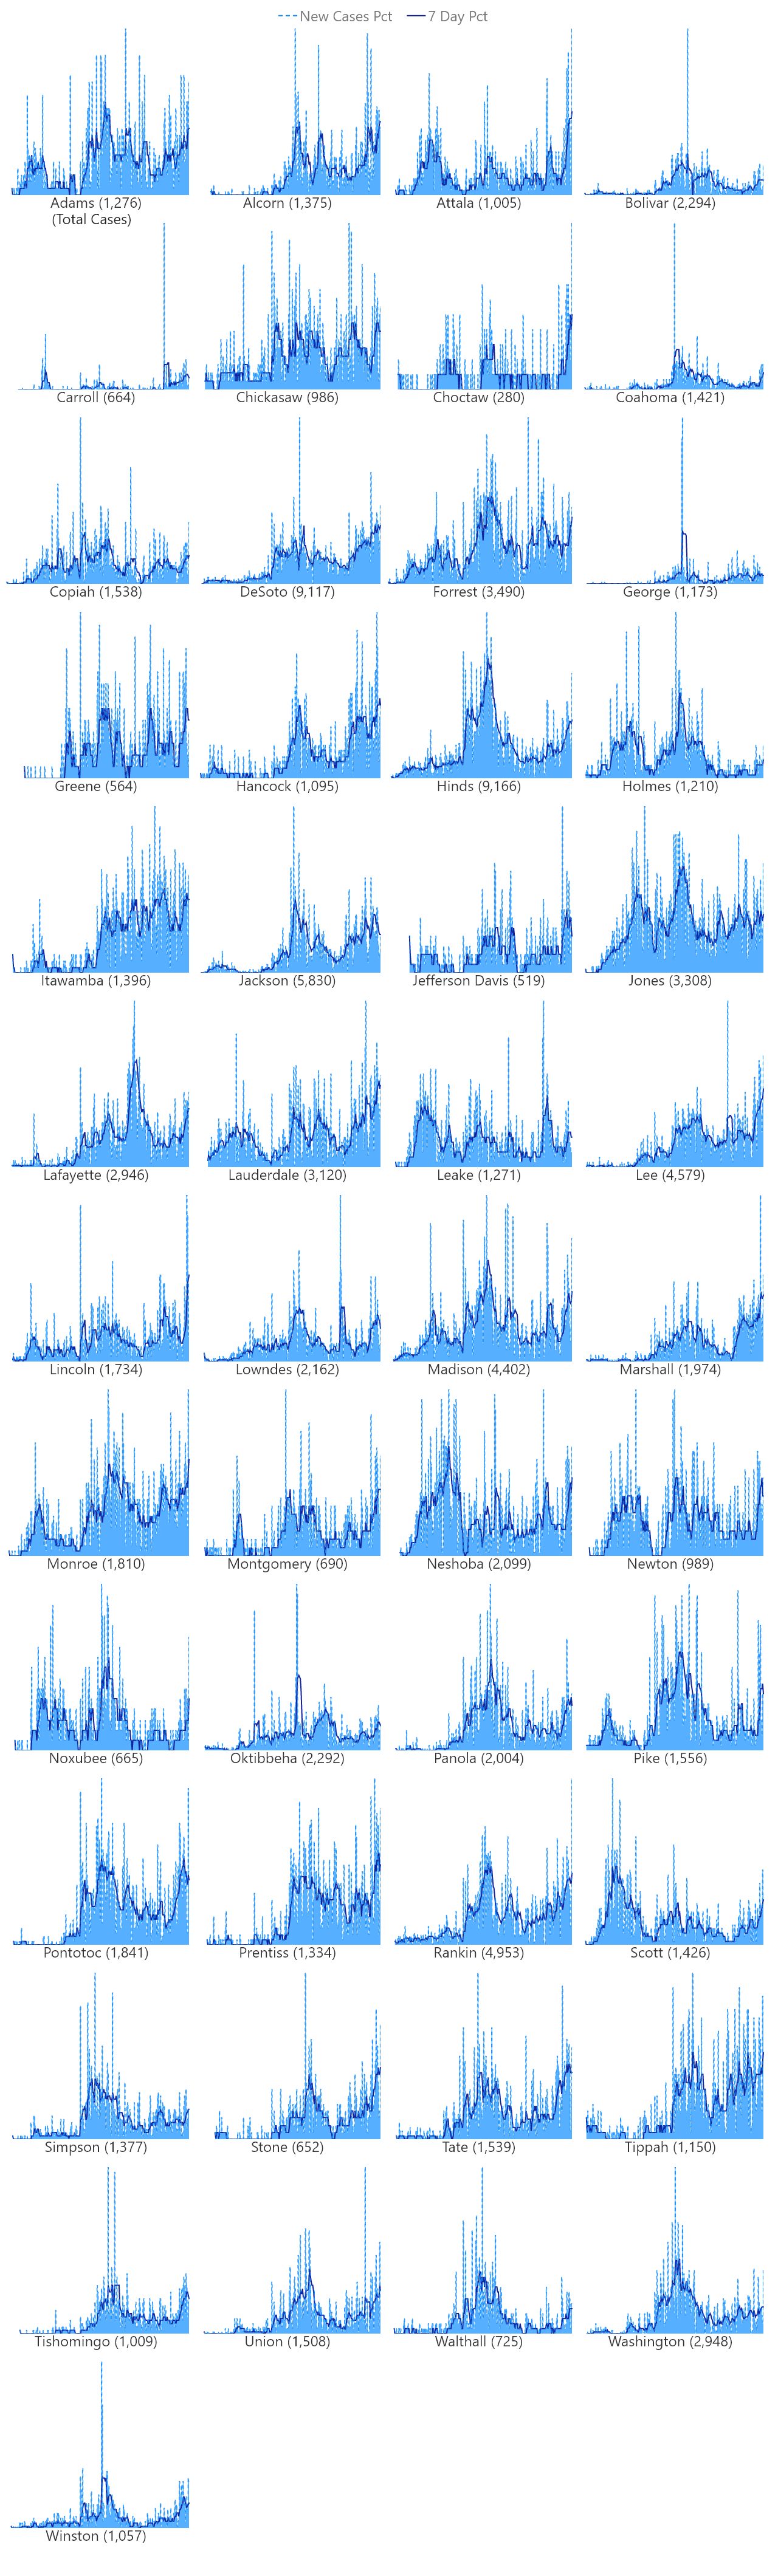 New Cases Pct 7 Day Pct
Adams (1,276) Alcorn (1,375) Attala (1,005) Bolivar (2,294)
(Total Cases)
Carroll (664) Chickasaw (986) Choctaw (280) Coahoma (1,421)
Copiah (1,538) DeSoto (9,117) Forrest (3,490) George (1,173)
Greene (564) Hancock (1,095) Hinds (9,166) Holmes (1,210)
Itawamba (1,396) Jackson (5,830) Jefferson Davis (519) Jones (3,308)
Lafayette (2,946) Lauderdale (3,120) Leake (1,271) Lee (4,579)
Lincoln (1,734) Lowndes (2,162) Madison (4,402) Marshall (1,974)
Monroe (1,810) Montgomery (690) Neshoba (2,099) Newton (989)
Noxubee (665) Oktibbeha (2,292) Panola (2,004) Pike (1,556)
Pontotoc (1,841) Prentiss (1,334) Rankin (4,953) Scott (1,426)
Simpson (1,377) Stone (652) Tate (1,539) Tippah (1,150)
Tishomingo (1,009) Union (1,508) Walthall (725) Washington (2,948)
Winston (1,057)